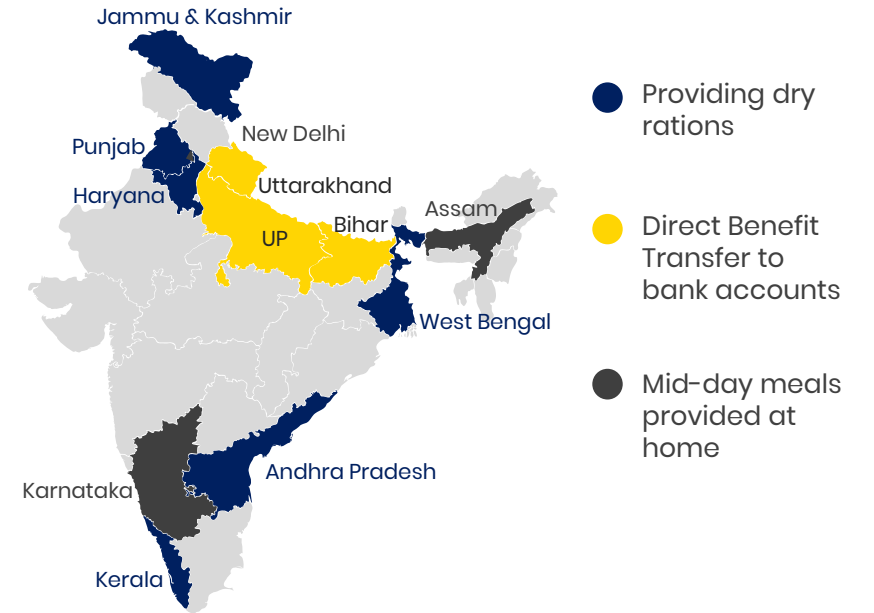 Jammu & Kashmir
New Delhi
Punjab
Uttarakhand
Haryana
Assam
Bihar
UP
West Bengal
Andhra Pradesh
Karnataka
Kerala
Providing dry
rations
Direct Benefit
Transfer to
bank accounts
Mid-day meals
provided at
home